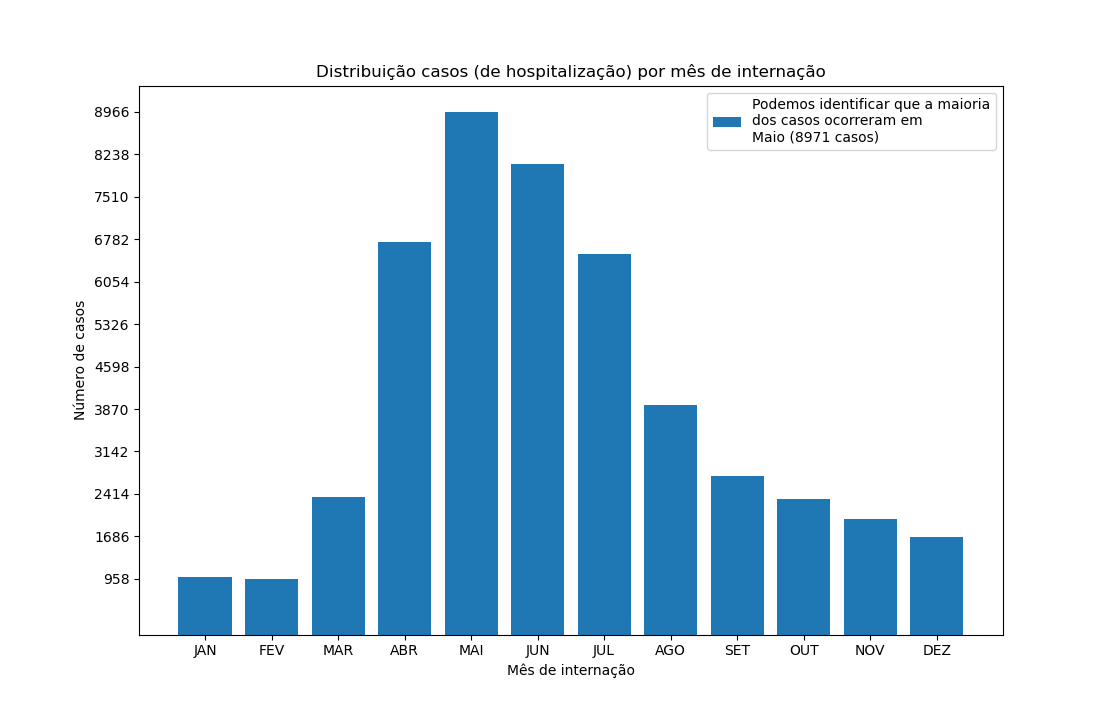 Distribuição casos (de hospitalização) por mês de internação
Podemos identificar que a maioria
dos casos ocorreram em
Maio (8971 casos)
Número de casos
8966
8238
7510
6782
6054
5326
4598
3870
3142
2414
1686
958
JAN FEV MAR ABR MAI JUN JUL AGO SET OUT NOV DEZ
Mês de internação